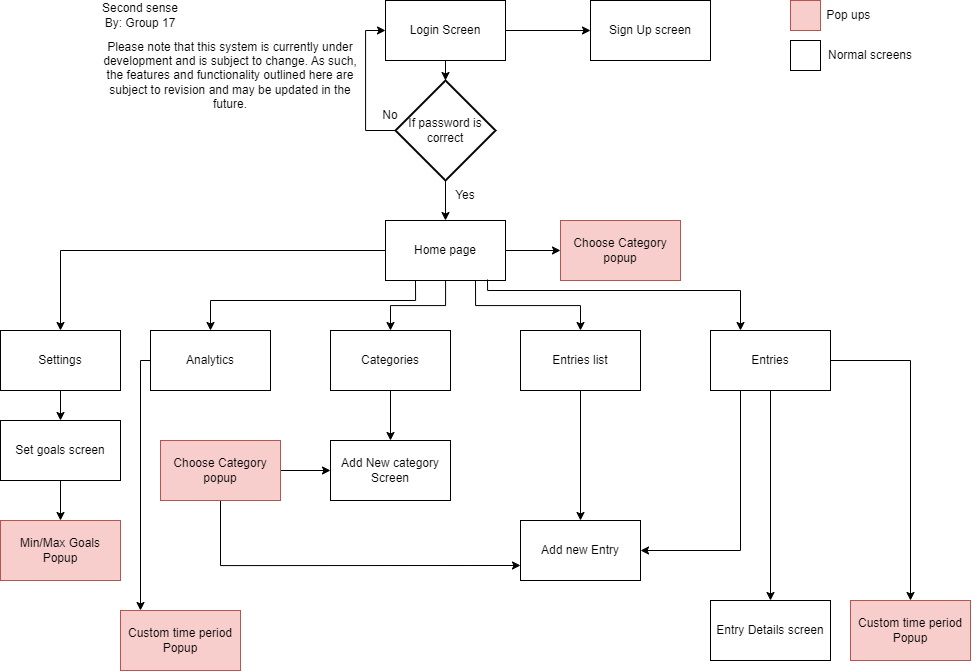 Second sense
By: Group 17
Please note that this system is currently under
development and is subject to change. As such,
the features and functionality outlined here are
subject to revision and may be updated in the
future.
Login Screen
Sign Up screen
Pop ups
Normal screens
No
If password is
correct
Yes
Home page
Choose Category
popup
Settings
Analytics
Categories
Entries list
Entries
Set goals screen
Choose Category
popup
Add New category
Screen
Min/Max Goals
Popup
Add new Entry
Custom time period
Popup
Entry Details screen
Custom time period
Popup